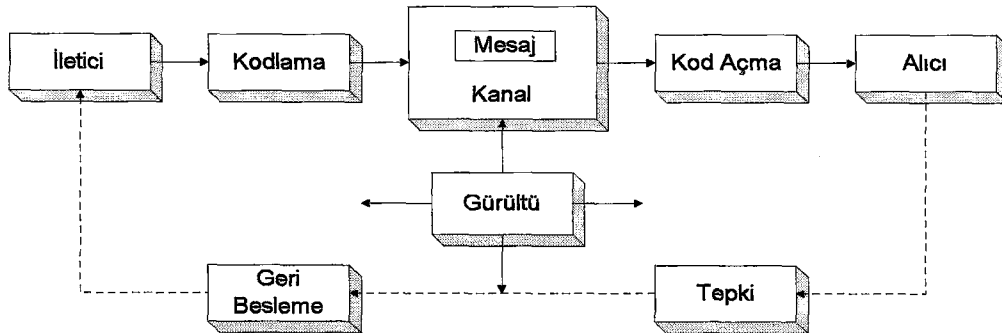 İletici
Kodlama
Mesaj
Kanal
Kod Açma
Alıcı
Gürültü
Geri
Besleme
Tepki